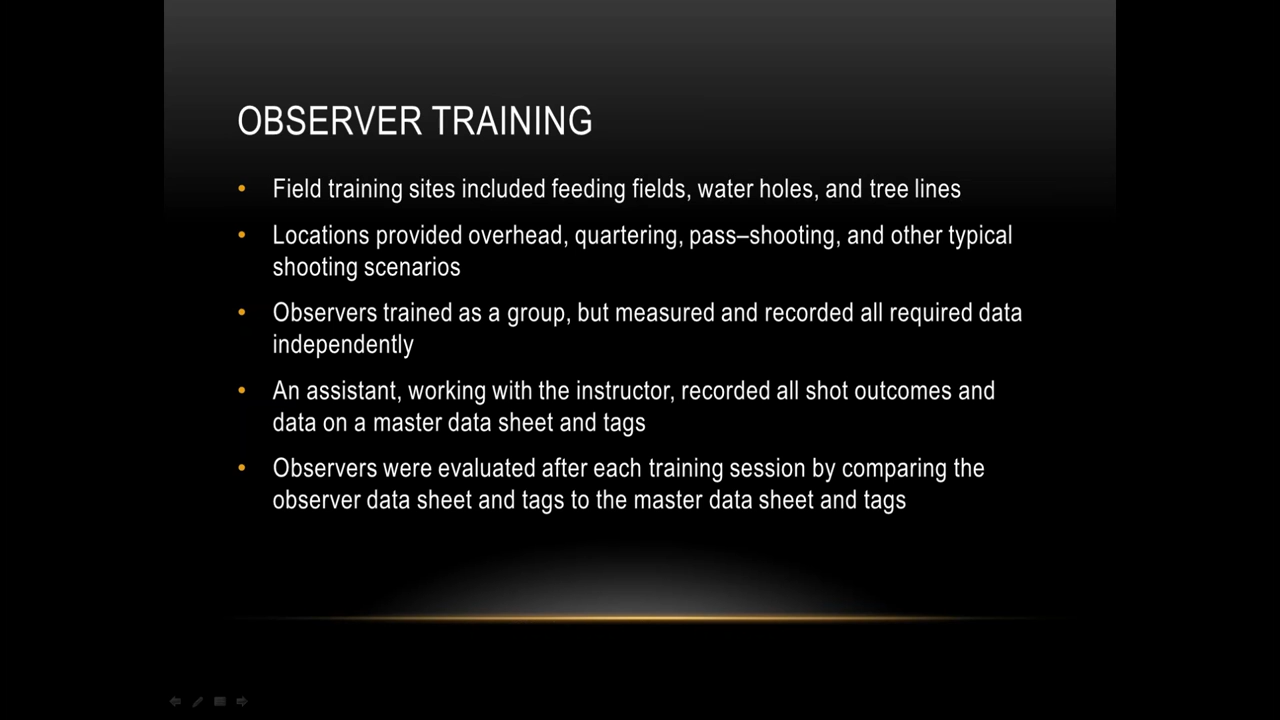 OBSERVER TRAINING
• Field training sites included feeding fields, water holes, and tree lines
• Locations provided overhead, quartering, pass–shooting, and other typical
shooting scenarios
• Observers trained as a group, but measured and recorded all required data
independently
• An assistant, working with the instructor, recorded all shot outcomes and
data on a master data sheet and tags
• Observers were evaluated after each training session by comparing the
observer data sheet and tags to the master data sheet and tags